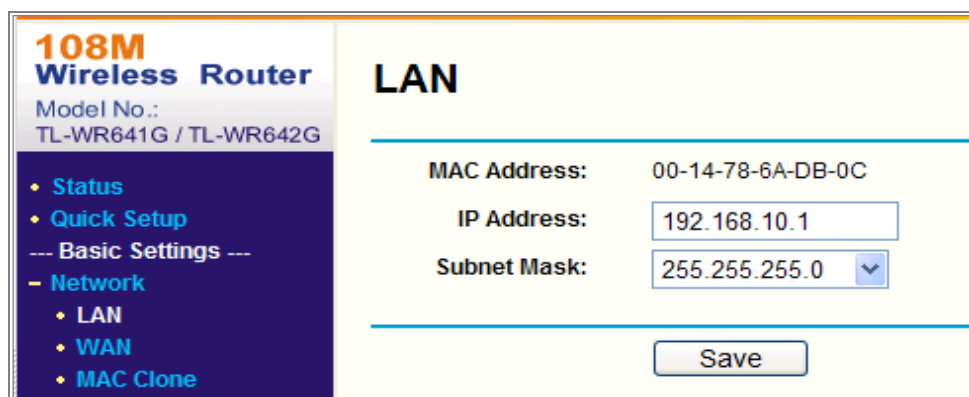 108M
Wireless Router
Model No.:
TL-WR641G / TL-WR642G
• Status
• Quick Setup
--- Basic Settings ---
– Network
• LAN
• WAN
• MAC Clone
LAN
MAC Address: 00-14-78-6A-DB-0C
IP Address: 192.168.10.1
Subnet Mask: 255.255.255.0
Save